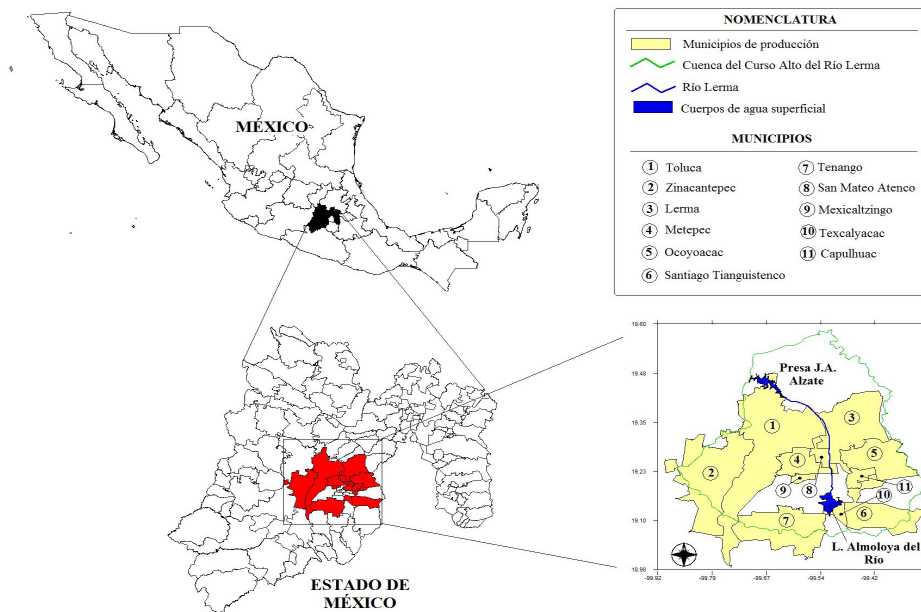 MÉXICO
ESTADO DE
MÉXICO
NOMENCLATURA
Municipios de producción
Cuenca del Curso Alto del Río Lerma
Río Lerma
Cuerpos de agua superficial
MUNICIPIOS
1 Toluca
2 Zinacantepec
3 Lerma
4 Metepec
5 Ocoyoacac
6 Santiago Tianguistenco
7 Tenango
8 San Mateo Atenco
9 Mexicaltzingo
10 Texcalyacac
11 Capulhuac
19.60
19.48
19.35
19.23
19.10
18.98
-99.92
-99.79
-99.67
-99.54
-99.42
Presa J.A.
Alzate
1
3
2
4
5
9
8
10
11
7
6
L. Almoloya del
Río